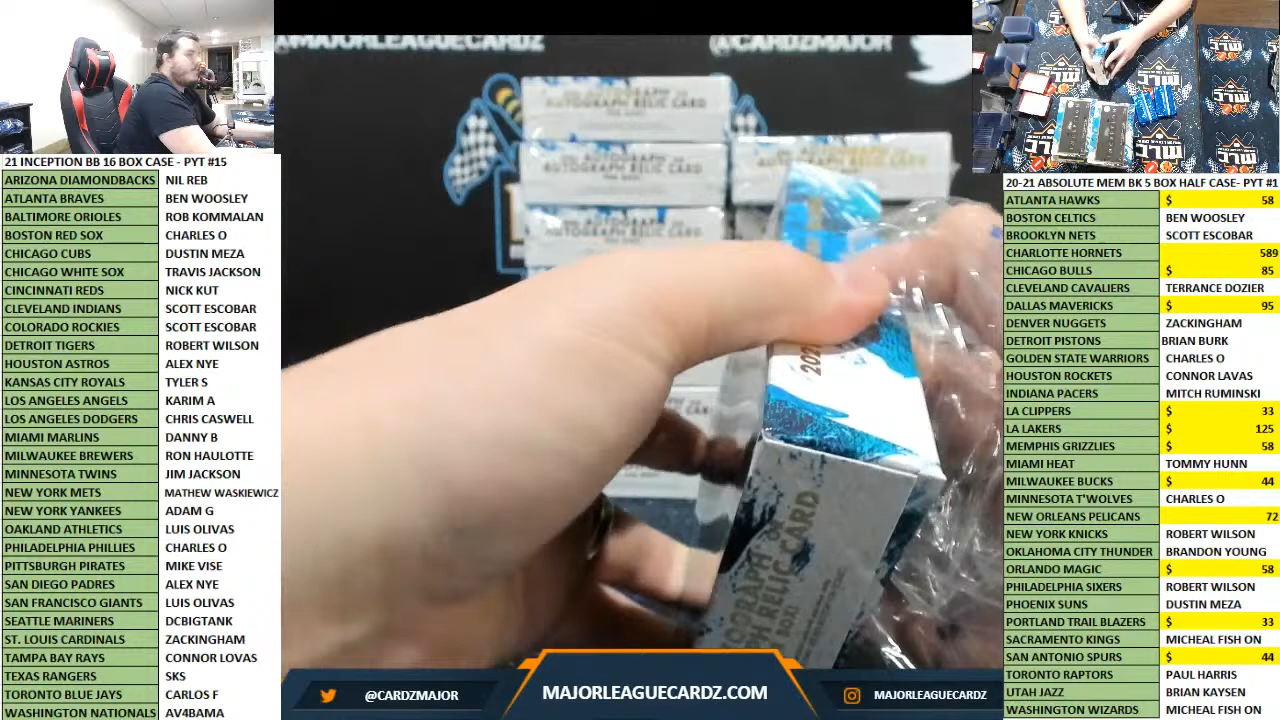 21 INCEPTION BB 16 BOX CASE - PYT #15
ARIZONA DIAMONDBACKS NIL REB
ATLANTA BRAVES BEN WOOSLEY
BALTIMORE ORIOLES ROB KOMMALAN
BOSTON RED SOX CHARLES O
CHICAGO CUBS DUSTIN MEZA
CHICAGO WHITE SOX TRAVIS JACKSON
CINCINNATI REDS NICK KUT
CLEVELAND INDIANS SCOTT ESCOBAR
COLORADO ROCKIES SCOTT ESCOBAR
DETROIT TIGERS ROBERT WILSON
HOUSTON ASTROS ALEX NYE
KANSAS CITY ROYALS TYLER S
LOS ANGELES ANGELS KARIM A
LOS ANGELES DODGERS CHRIS CASWELL
MIAMI MARLINS DANNY B
MILWAUKEE BREWERS RON HAULOTTE
MINNESOTA TWINS JIM JACKSON
NEW YORK METS MATHEW WASKIEWICZ
NEW YORK YANKEES ADAM G
OAKLAND ATHLETICS LUIS OLIVAS
PHILADELPHIA PHILLIES CHARLES O
PITTSBURGH PIRATES MIKE VISE
SAN DIEGO PADRES ALEX NYE
SAN FRANCISCO GIANTS LUIS OLIVAS
SEATTLE MARINERS DCBIGTANK
ST. LOUIS CARDINALS ZACKINGHAM
TAMPA BAY RAYS CONNOR LOVAS
TEXAS RANGERS SKS
TORONTO BLUE JAYS CARLOS F
WASHINGTON NATIONALS AV4BAMA
@MAJORLEAGUECARDZ @CARDZMAJOR
AUTOGRAPH RELIC CARD
AUTOGRAPH
AUTOGRAPH RELIC CARD
AUTOGRAPH
AUTOGRAPH RELIC CARD
OGRAPH OR
PH RELIC CARD
@CARDZMAJOR
MAJORLEAGUECARDZ.COM
MAJORLEAGUECARDZ
20-21 ABSOLUTE MEM BK 5 BOX HALF CASE- PYT #1
ATLANTA HAWKS $ 58
BOSTON CELTICS BEN WOOSLEY
BROOKLYN NETS SCOTT ESCOBAR
CHARLOTTE HORNETS 589
CHICAGO BULLS $ 85
CLEVELAND CAVALIERS TERRANCE DOZIER
DALLAS MAVERICKS $ 95
DENVER NUGGETS ZACKINGHAM
DETROIT PISTONS BRIAN BURK
GOLDEN STATE WARRIORS CHARLES O
HOUSTON ROCKETS CONNOR LAVAS
INDIANA PACERS MITCH RUMINSKI
LA CLIPPERS $ 33
LA LAKERS $ 125
MEMPHIS GRIZZLIES $ 58
MIAMI HEAT TOMMY HUNN
MILWAUKEE BUCKS $ 44
MINNESOTA T'WOLVES CHARLES O
NEW ORLEANS PELICANS 72
NEW YORK KNICKS ROBERT WILSON
OKLAHOMA CITY THUNDER BRANDON YOUNG
ORLANDO MAGIC $ 58
PHILADELPHIA SIXERS ROBERT WILSON
PHOENIX SUNS DUSTIN MEZA
PORTLAND TRAIL BLAZERS $ 33
SACRAMENTO KINGS MICHEAL FISH ON
SAN ANTONIO SPURS $ 44
TORONTO RAPTORS PAUL HARRIS
UTAH JAZZ BRIAN KAYSEN
WASHINGTON WIZARDS MICHEAL FISH ON